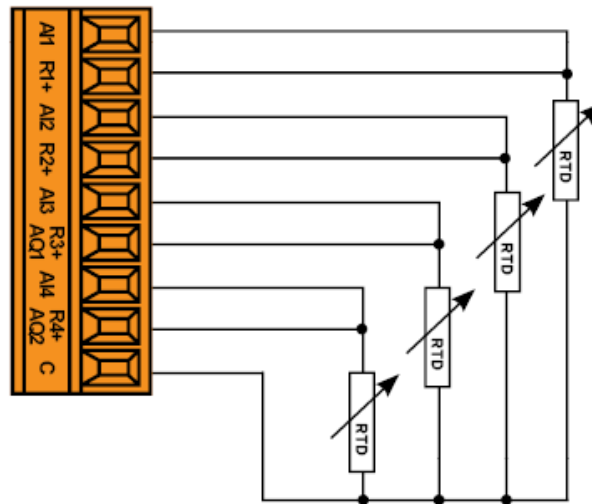 AI1
R1+
AI2
R2+
AI3
R3+
AQ1
AI4
R4+
AQ2
C
RTD
RTD
RTD
RTD